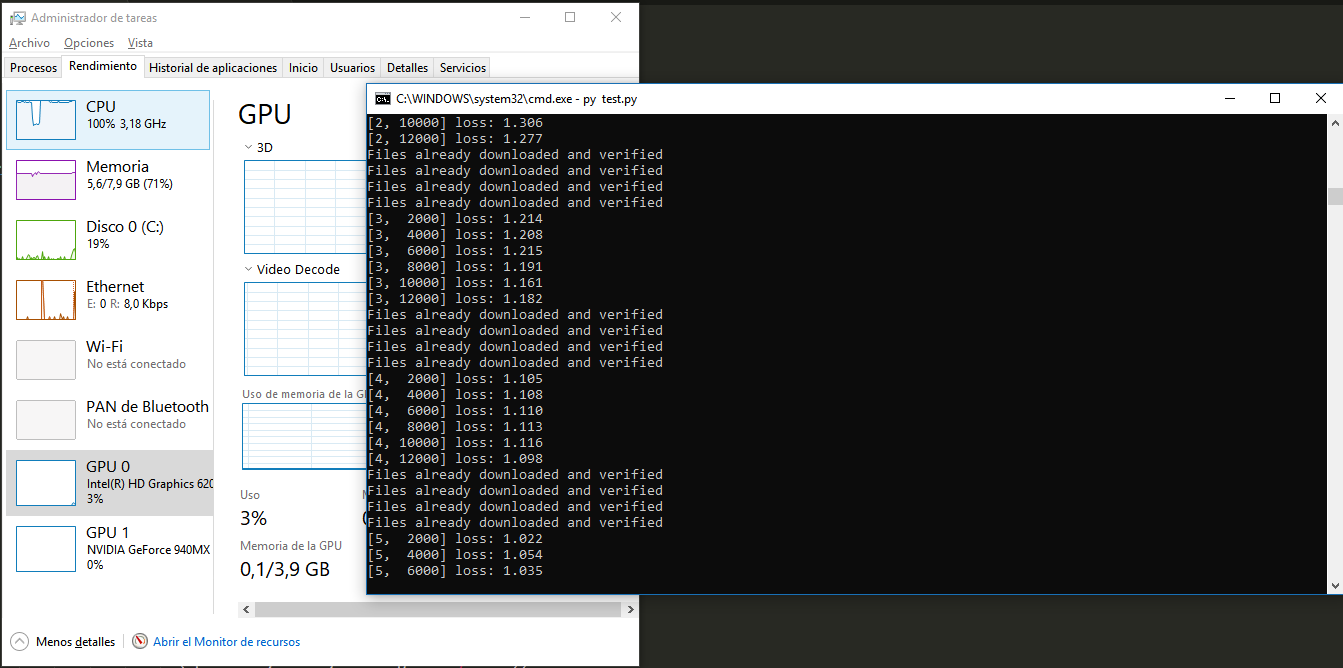 Administrador de tareas
Archivo Opciones Vista
Procesos Rendimiento Historial de aplicaciones Inicio Usuarios Detalles Servicios
CPU
100% 3,18 GHz
Memoria
5,6/7,9 GB (71%)
Disco 0 (C:)
19%
Ethernet
E: 0 R: 8,0 Kbps
Wi-Fi
No está conectado
PAN de Bluetooth
No está conectado
GPU 0
Intel(R) HD Graphics 620
3%
GPU 1
NVIDIA GeForce 940MX
0%
GPU
3D
Video Decode
Uso de memoria de la
Uso
3%
Memoria de la GPU
0,1/3,9 GB
Menos detalles
Abrir el Monitor de recursos
C:\WINDOWS\system32\cmd.exe - py  test.py
[2, 10000] loss: 1.306
[2, 12000] loss: 1.277
Files already downloaded and verified
Files already downloaded and verified
Files already downloaded and verified
Files already downloaded and verified
[3,  2000] loss: 1.214
[3,  4000] loss: 1.208
[3,  6000] loss: 1.215
[3,  8000] loss: 1.191
[3, 10000] loss: 1.161
[3, 12000] loss: 1.182
Files already downloaded and verified
Files already downloaded and verified
Files already downloaded and verified
Files already downloaded and verified
[4,  2000] loss: 1.105
[4,  4000] loss: 1.108
[4,  6000] loss: 1.110
[4,  8000] loss: 1.113
[4, 10000] loss: 1.116
[4, 12000] loss: 1.098
Files already downloaded and verified
Files already downloaded and verified
Files already downloaded and verified
Files already downloaded and verified
[5,  2000] loss: 1.022
[5,  4000] loss: 1.054
[5,  6000] loss: 1.035